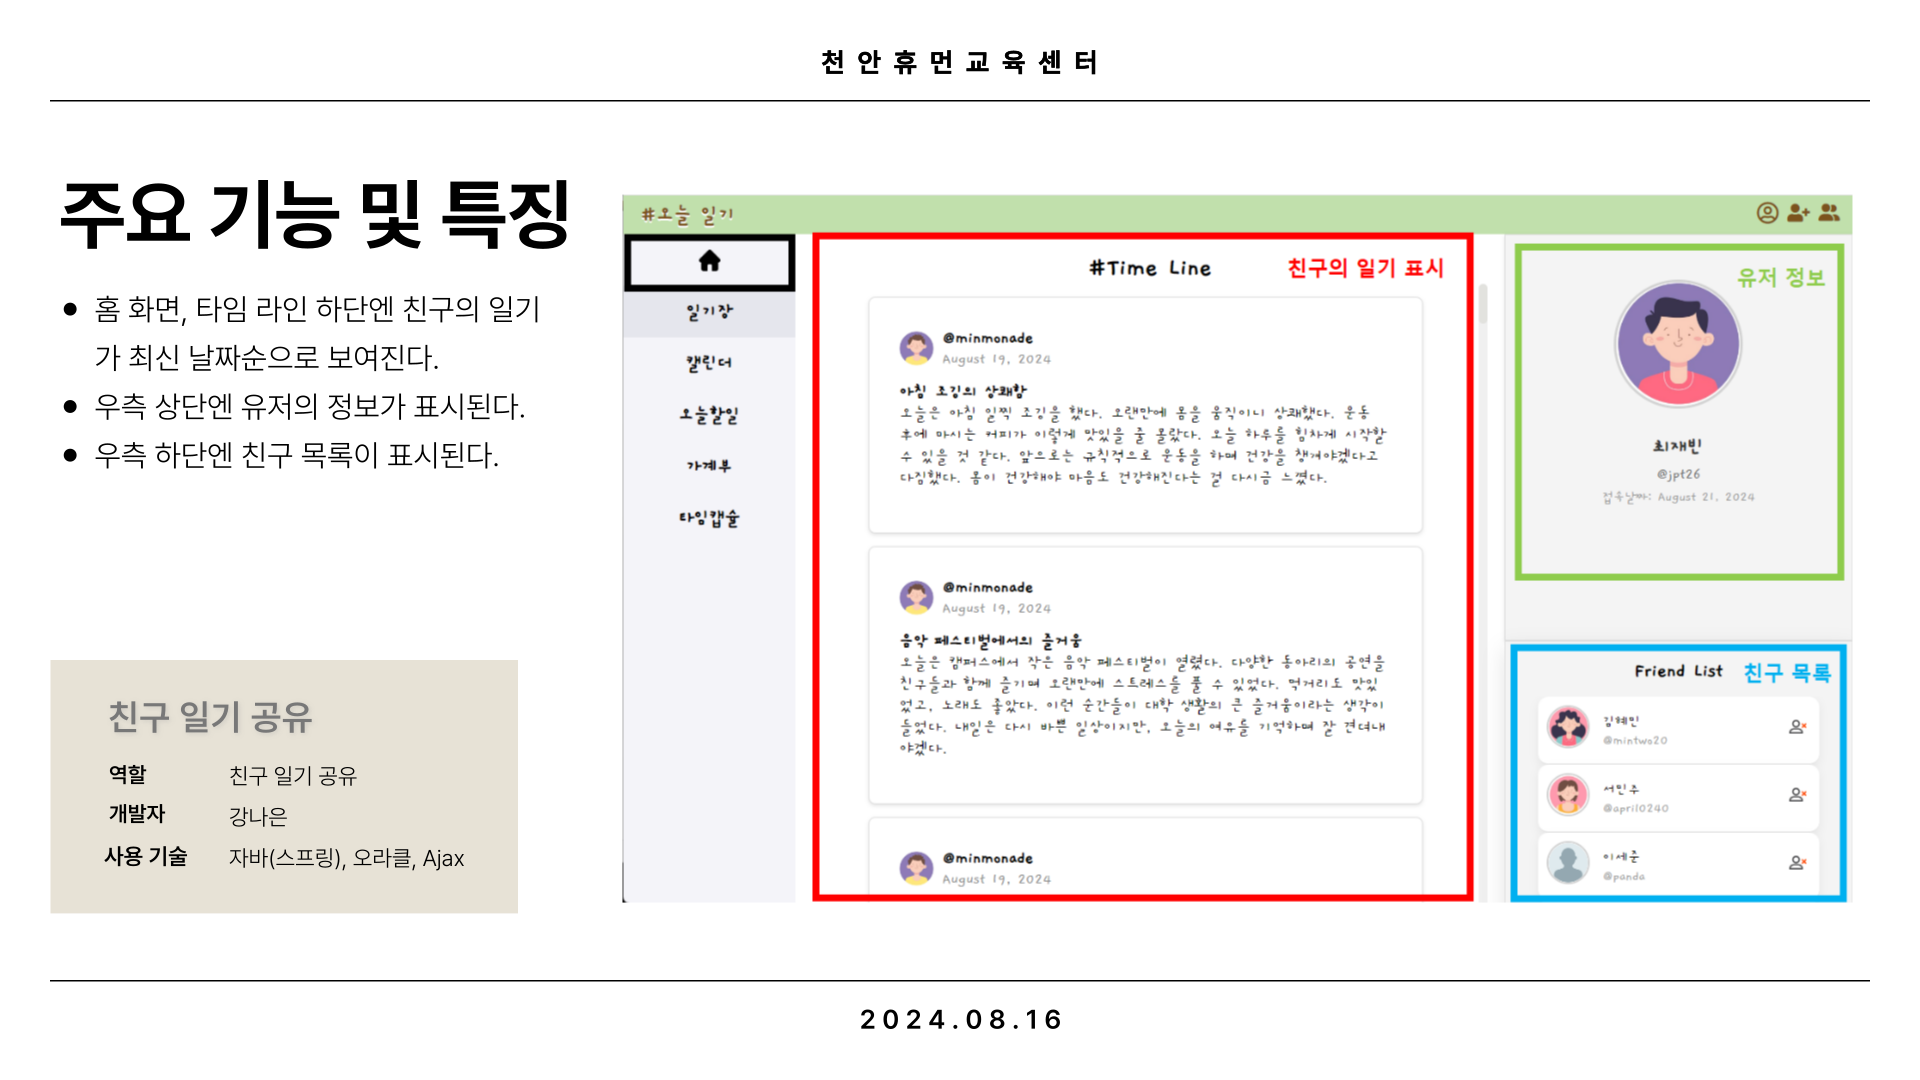 천안휴먼교육센터
주요 기능 및 특징
• 홈 화면, 타임 라인 하단엔 친구의 일기
가 최신 날짜순으로 보여진다.
• 우측 상단엔 유저의 정보가 표시된다.
• 우측 하단엔 친구 목록이 표시된다.
친구 일기 공유
역할 친구 일기 공유
개발자 강나은
사용 기술 자바(스프링), 오라클, Ajax
#오늘 일기
일기장
캘린더
오늘할일
가계부
타임캡슐
#Time Line 친구의 일기 표시
@minmonade
August 19, 2024
아침 조깅의 상쾌함
오늘은 아침 일찍 조깅을 했다. 오랜만에 몸을 움직이니 상쾌했다. 운동
후에 마시는 커피가 이렇게 맛있을 줄 몰랐다. 오늘 하루를 힘차게 시작할
수 있을 것 같다. 앞으로는 규칙적으로 운동을 하며 건강을 챙겨야겠다고
다짐했다. 몸이 건강해야 마음도 건강해진다는 걸 다시금 느꼈다.
@minmonade
August 19, 2024
음악 페스티벌에서의 즐거움
오늘은 캠퍼스에서 작은 음악 페스티벌이 열렸다. 다양한 동아리의 공연을
친구들과 함께 즐기며 오랜만에 스트레스를 풀 수 있었다. 먹거리도 맛있
었고, 노래도 좋았다. 이런 순간들이 대학 생활의 큰 즐거움이라는 생각이
들었다. 내일은 다시 바쁜 일상이지만, 오늘의 여유를 기억하며 잘 견뎌내
야겠다.
@minmonade
August 19, 2024
유저 정보
최재빈
@jpt26
접속날짜: August 21, 2024
Friend List 친구 목록
김혜민
@mintwo20
서민주
@april0240
이세준
@panda
2024.08.16